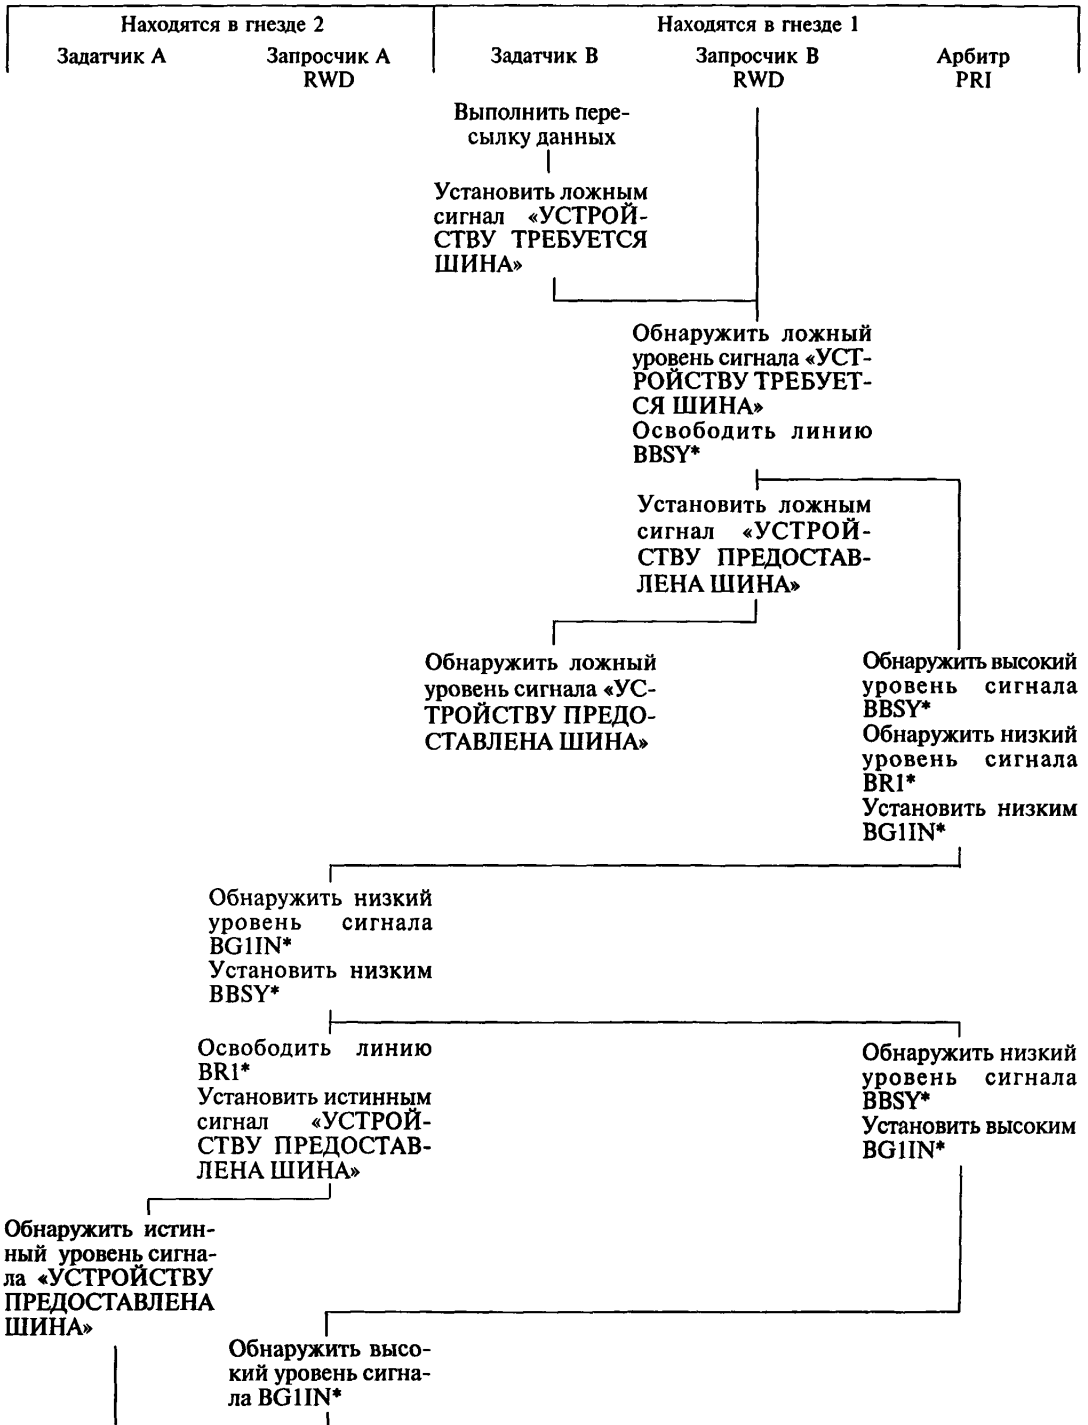 Находятся в гнезде 2
Находятся в гнезде 1
Задатчик А
Запросчик А
RWD
Задатчик В
Запросчик В
RWD
Арбитр
PRI
Выполнить пере-
сылку данных
Установить ложным
сигнал «УСТРОЙ-
СТВУ ТРЕБУЕТСЯ
ШИНА»
Обнаружить ложный
уровень сигнала «УСТ-
РОЙСТВУ ТРЕБУЕТ-
СЯ ШИНА»
Освободить линию
BBSY*
Установить ложным
сигнал «УСТРОЙ-
СТВУ ПРЕДОСТАВ-
ЛЕНА ШИНА»
Обнаружить ложный
уровень сигнала «УС-
ТРОЙСТВУ ПРЕДО-
СТАВЛЕНА ШИНА»
Обнаружить высокий
уровень сигнала
BBSY*
Обнаружить низкий
уровень сигнала
BR1*
Установить низким
BG1IN*
Обнаружить низкий
уровень сигнала
BG1IN*
Установить низким
BBSY*
Освободить линию
BR1*
Установить истинным
сигнал «УСТРОЙ-
СТВУ ПРЕДОСТАВ-
ЛЕНА ШИНА»
Обнаружить низкий
уровень сигнала
BBSY*
Установить высоким
BG1IN*
Обнаружить истин-
ный уровень сигна-
ла «УСТРОЙСТВУ
ПРЕДОСТАВЛЕНА
ШИНА»
Обнаружить высо-
кий уровень сигна-
ла BG1IN*